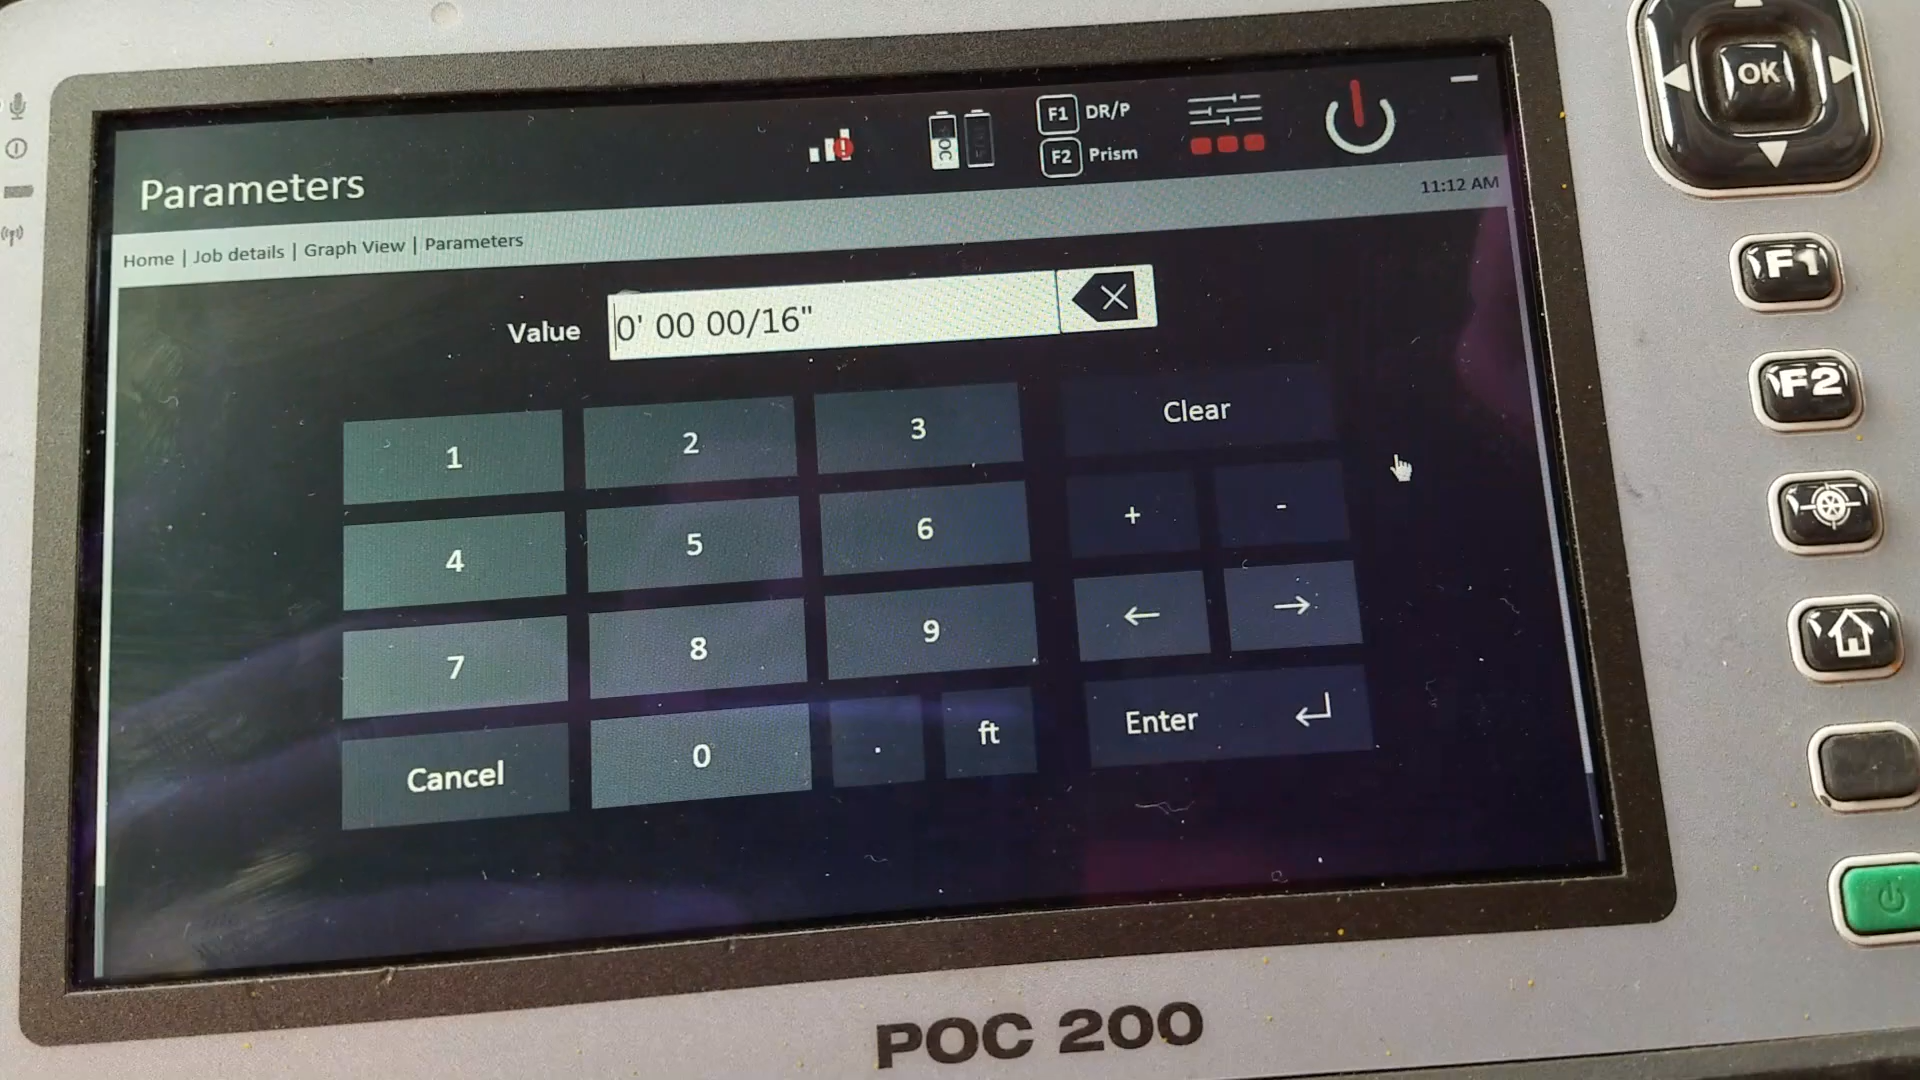 F1 DR/P
F2 Prism
Parameters
11:12 AM
Home | Job details | Graph View | Parameters
Value 0' 00 00/16"
1 2 3 Clear
4 5 6 + -
7 8 9 ← →
Cancel 0 . ft Enter
OK
F1
F2
POC 200